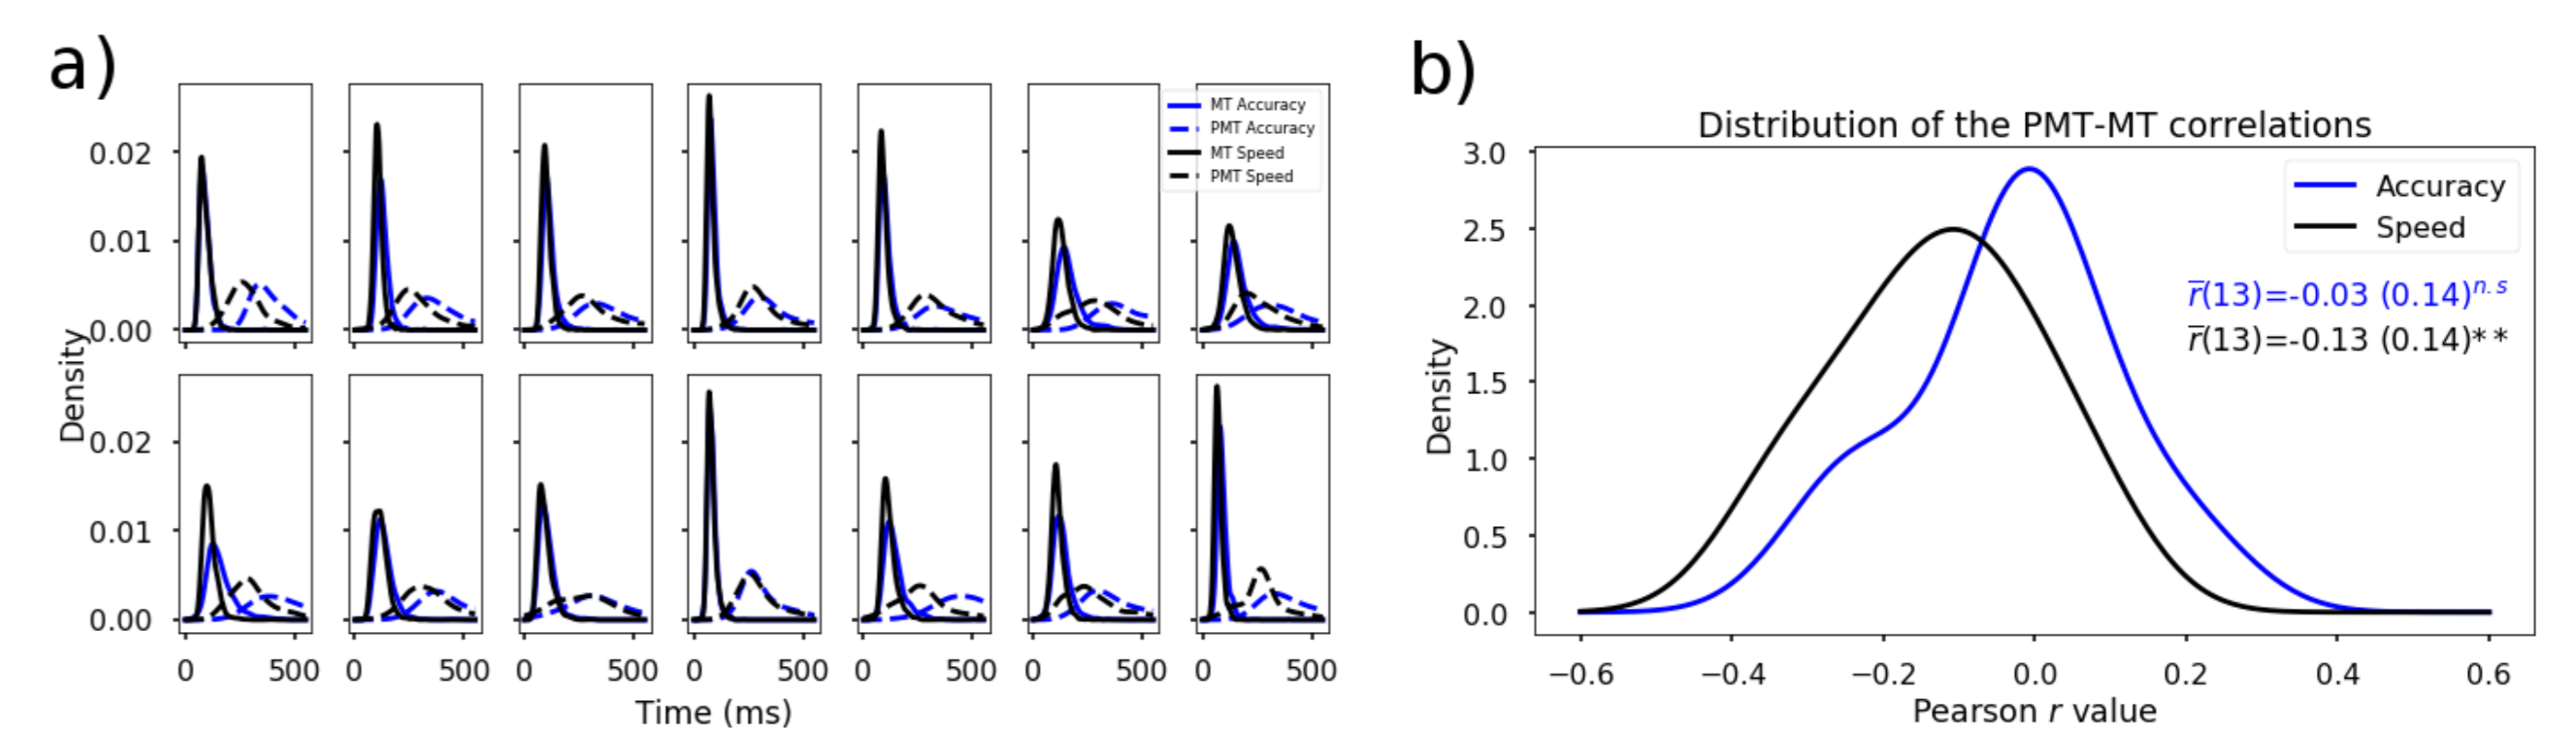 a)
0.02
0.01
0.00
MT Accuracy
PMT Accuracy
MT Speed
PMT Speed
Density
0.02
0.01
0.00
0 500 0 500 0 500 0 500 0 500 0 500 0 500
Time (ms)
b)
Distribution of the PMT-MT correlations
3.0
2.5
2.0
1.5
1.0
0.5
0.0
Density
Accuracy
Speed
r̅(13)=-0.03 (0.14)ⁿ·ˢ
r̅(13)=-0.13 (0.14)**
−0.6 −0.4 −0.2 0.0 0.2 0.4 0.6
Pearson r value